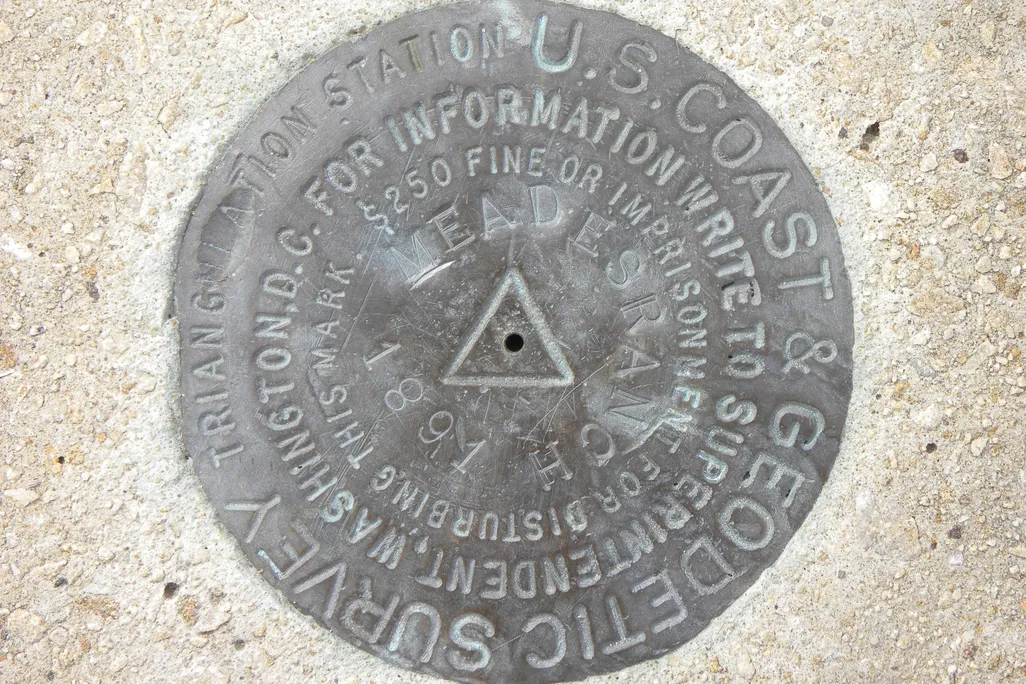 U.S. COAST & GEODETIC SURVEY
TRIANGULATION STATION
FOR INFORMATION WRITE TO SUPERINTENDENT, WASHINGTON, D.C.
$250 FINE OR IMPRISONMENT FOR DISTURBING THIS MARK.
MEADES RANCH
1891